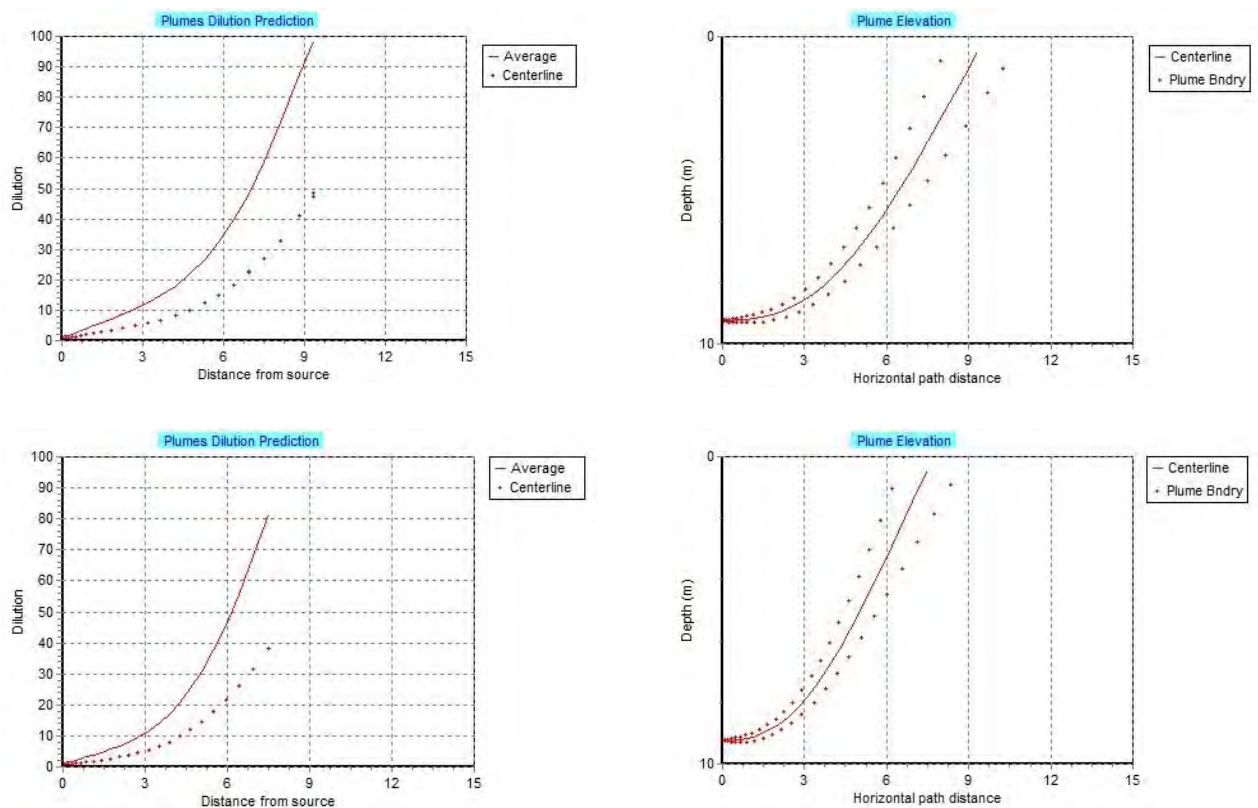 Plumes Dilution Prediction
100
90
80
70
60
50
40
30
20
10
0
Dilution
0 3 6 9 12 15
Distance from source
Average
Centerline
Plume Elevation
0
10
Depth (m)
0 3 6 9 12 15
Horizontal path distance
Centerline
Plume Bndry
Plumes Dilution Prediction
100
90
80
70
60
50
40
30
20
10
0
Dilution
0 3 6 9 12 15
Distance from source
Average
Centerline
Plume Elevation
0
10
Depth (m)
0 3 6 9 12 15
Horizontal path distance
Centerline
Plume Bndry